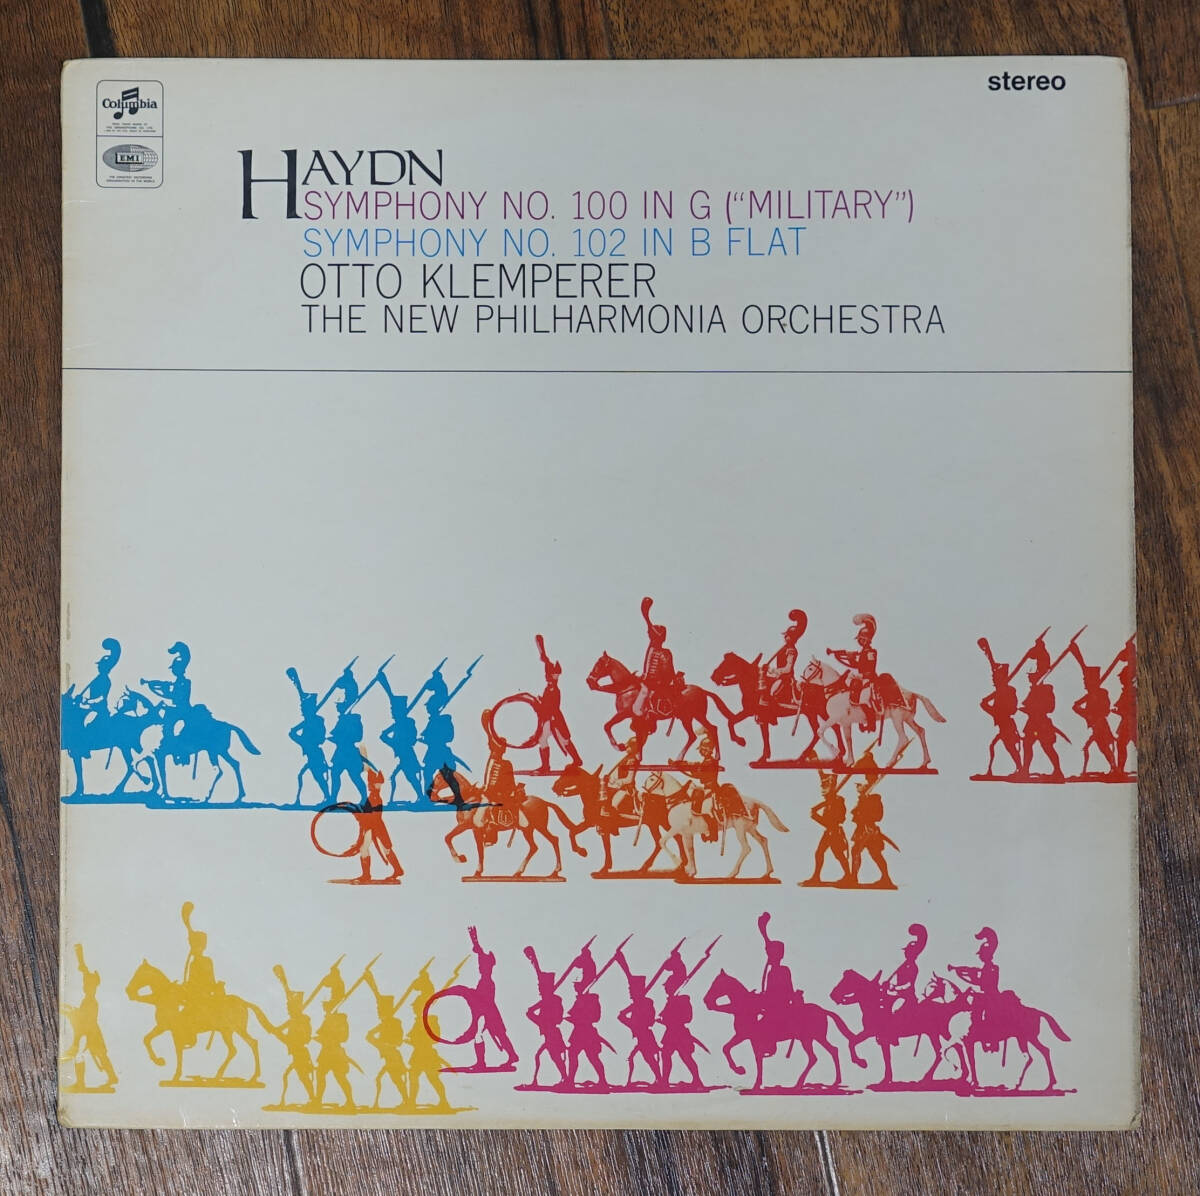 Columbia
EMI
stereo
HAYDN
SYMPHONY NO. 100 IN G (“MILITARY”)
SYMPHONY NO. 102 IN B FLAT
OTTO KLEMPERER
THE NEW PHILHARMONIA ORCHESTRA